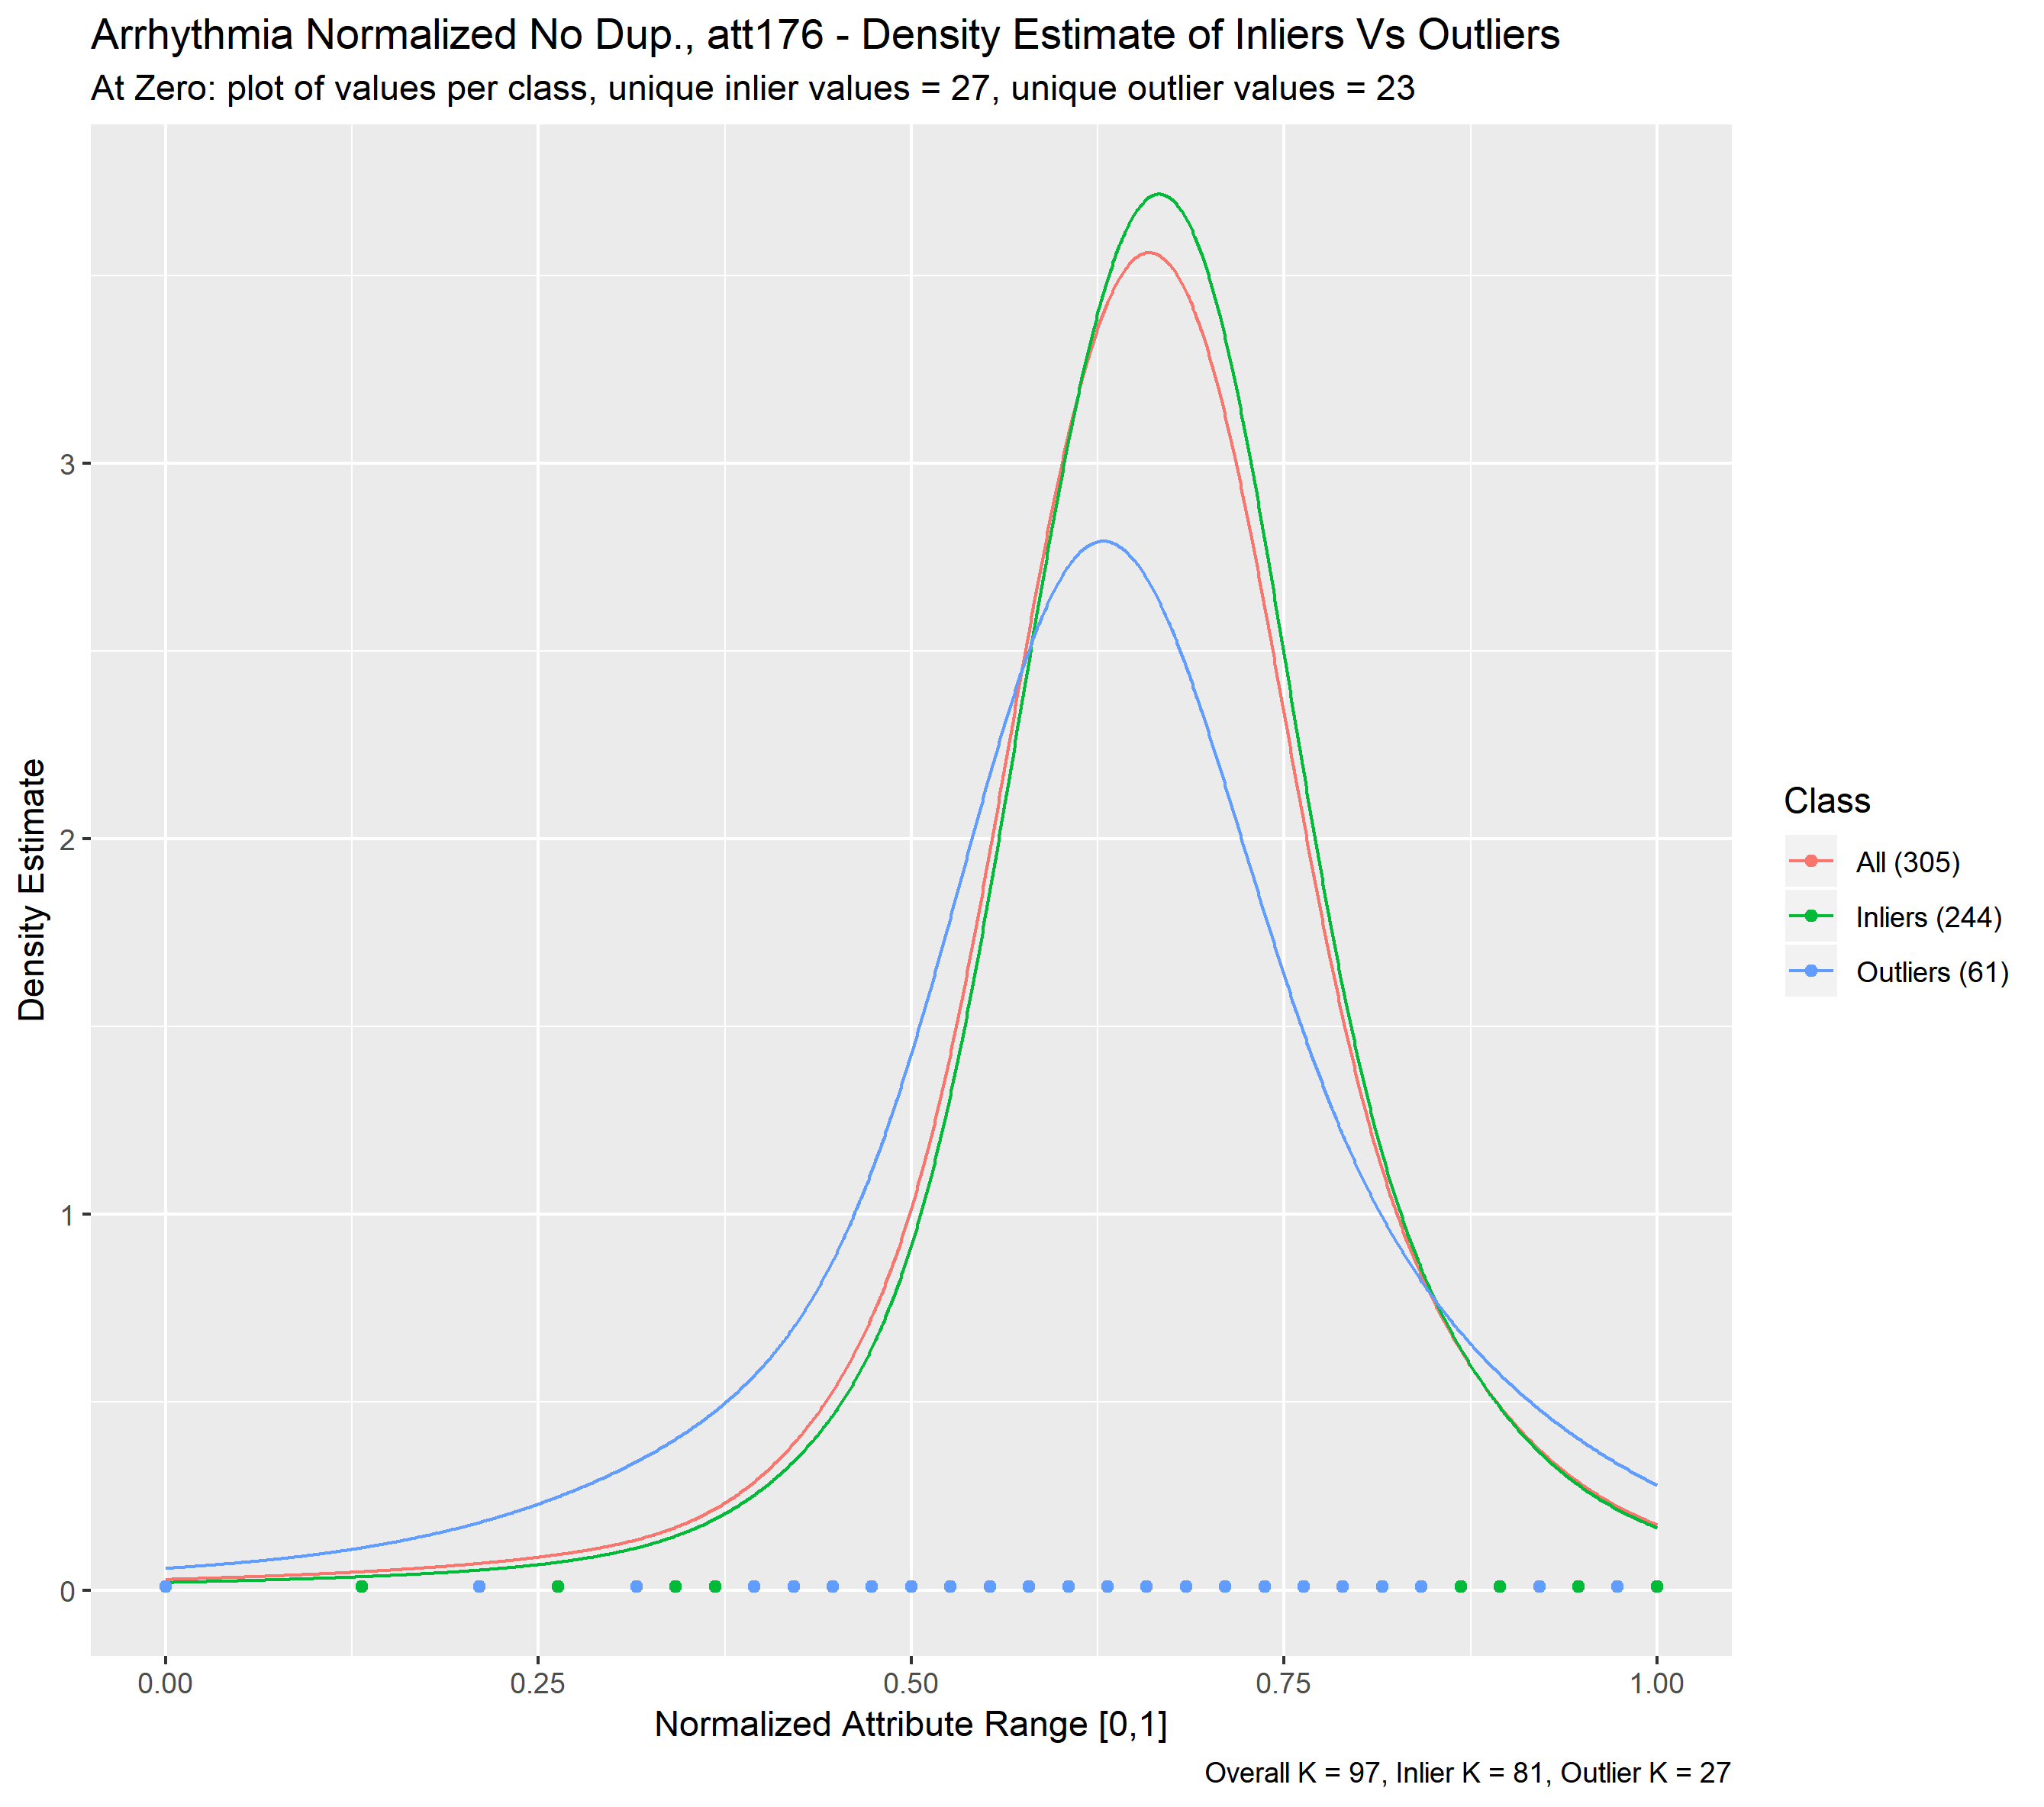 Arrhythmia Normalized No Dup., att176 - Density Estimate of Inliers Vs Outliers
At Zero: plot of values per class, unique inlier values = 27, unique outlier values = 23
Density Estimate
3
2
1
0
0.00 0.25 0.50 0.75 1.00
Normalized Attribute Range [0,1]
Class
All (305)
Inliers (244)
Outliers (61)
Overall K = 97, Inlier K = 81, Outlier K = 27